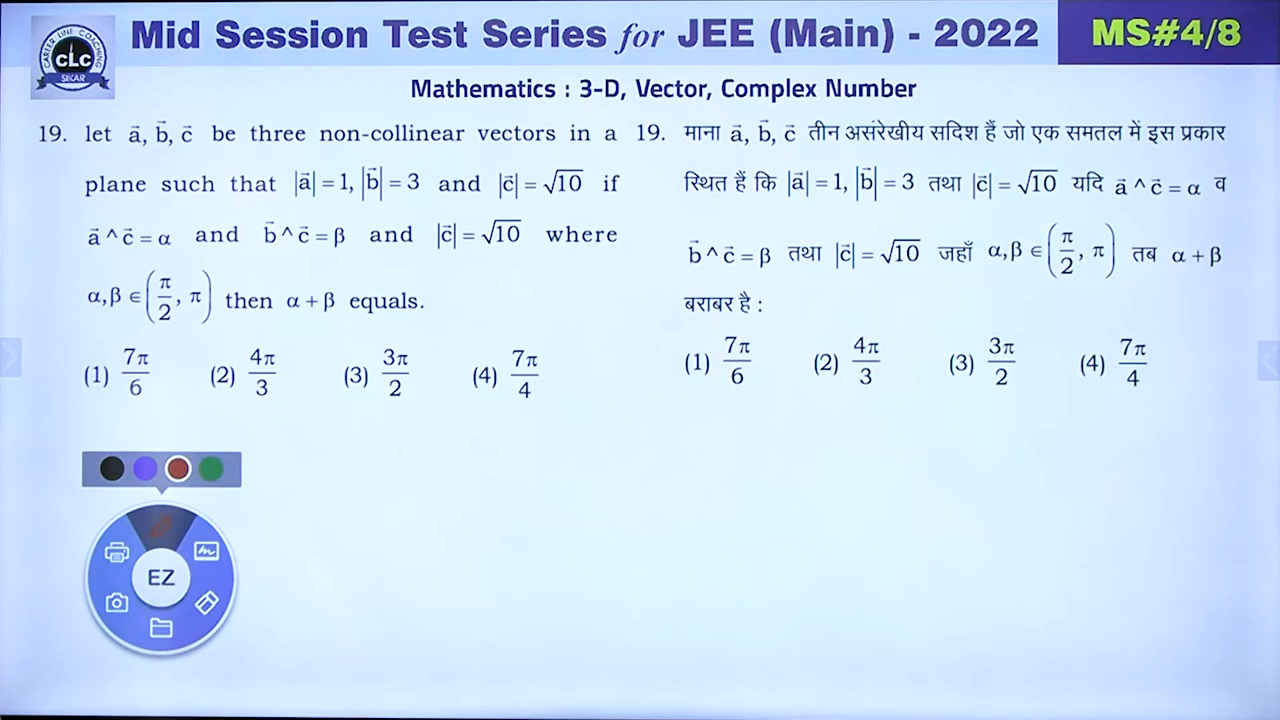 CAREER LINE COACHING
CLC
SIKAR
Mid Session Test Series for JEE (Main) - 2022
MS#4/8
Mathematics : 3-D, Vector, Complex Number
19. let a⃗, b⃗, c⃗ be three non-collinear vectors in a
plane such that |a⃗| = 1, |b⃗| = 3 and |c⃗| = √10 if
a⃗ ^ c⃗ = α and b⃗ ^ c⃗ = β and |c⃗| = √10 where
α,β ∈ (π/2, π) then α + β equals.
(1) 7π/6 (2) 4π/3 (3) 3π/2 (4) 7π/4
19. माना a⃗, b⃗, c⃗ तीन असंरेखीय सदिश हैं जो एक समतल में इस प्रकार
स्थित हैं कि |a⃗| = 1, |b⃗| = 3 तथा |c⃗| = √10 यदि a⃗ ^ c⃗ = α व
b⃗ ^ c⃗ = β तथा |c⃗| = √10 जहाँ α,β ∈ (π/2, π) तब α + β
बराबर है :
(1) 7π/6 (2) 4π/3 (3) 3π/2 (4) 7π/4
EZ